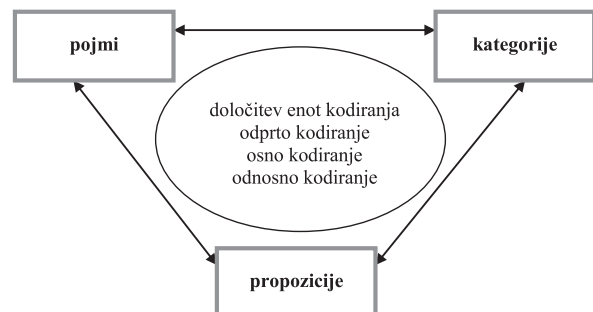 pojmi
kategorije
določitev enot kodiranja
odprto kodiranje
osno kodiranje
odnosno kodiranje
propozicije